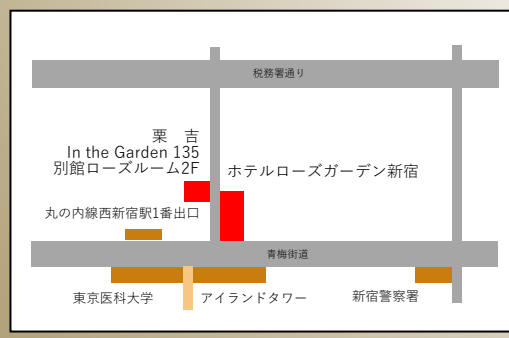 税務署通り
栗　吉
In the Garden 135
別館ローズルーム2F
ホテルローズガーデン新宿
丸の内線西新宿駅1番出口
青梅街道
東京医科大学
アイランドタワー
新宿警察署